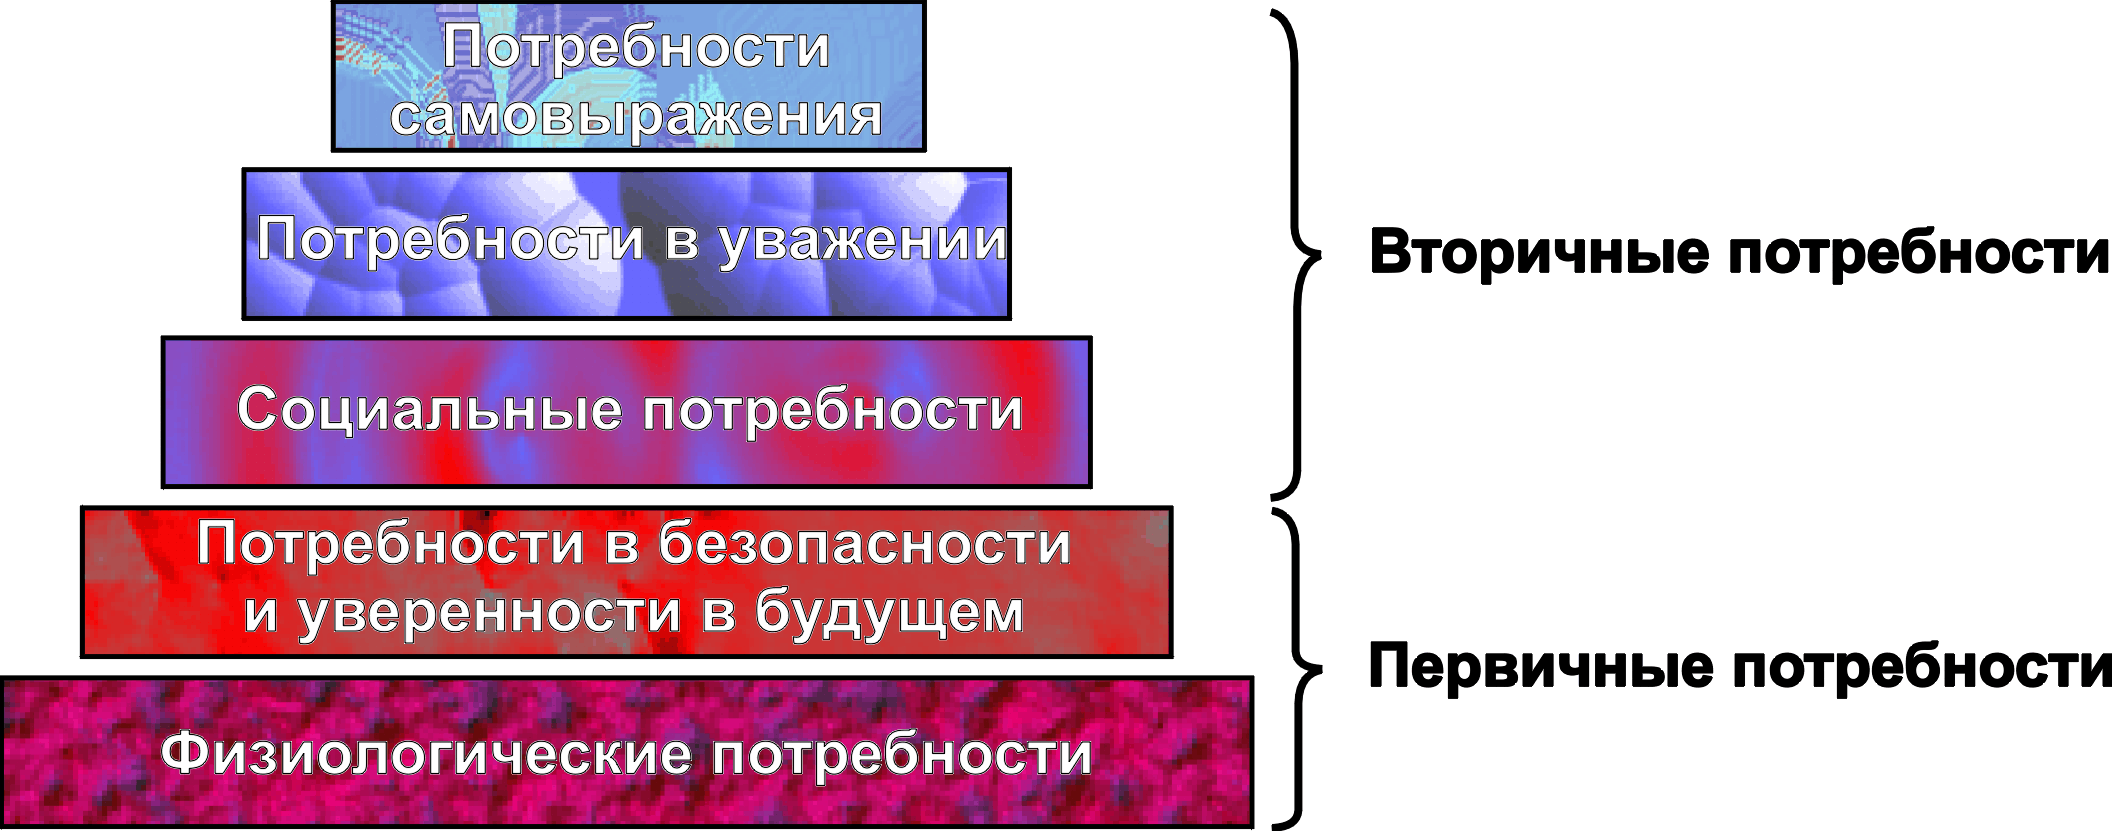 Потребности
самовыражения
Потребности в уважении
Вторичные потребности
Социальные потребности
Потребности в безопасности
и уверенности в будущем
Первичные потребности
Физиологические потребности